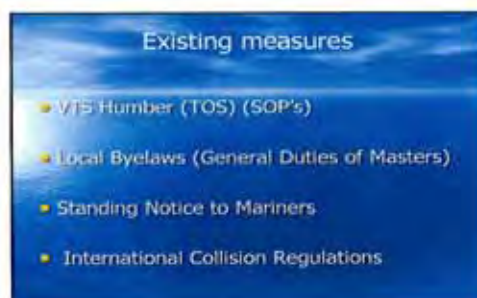 Existing measures
VTS Humber (TOS) (SOP's)
Local Byelaws (General Duties of Masters)
Standing Notice to Mariners
International Collision Regulations